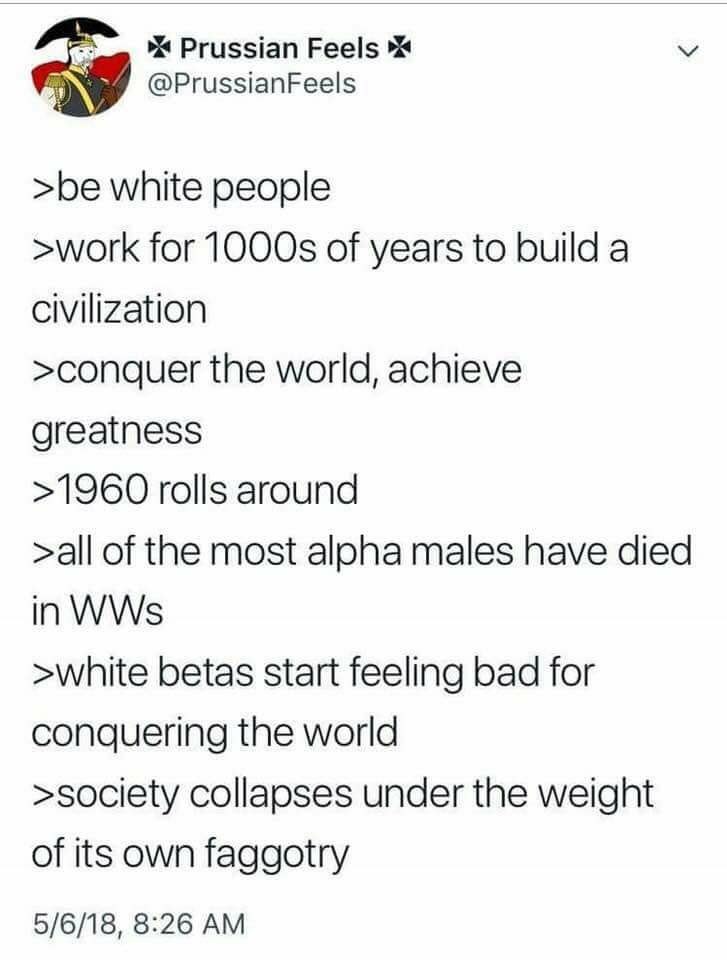 ✠ Prussian Feels ✠
@PrussianFeels
>be white people
>work for 1000s of years to build a
civilization
>conquer the world, achieve
greatness
>1960 rolls around
>all of the most alpha males have died
in WWs
>white betas start feeling bad for
conquering the world
>society collapses under the weight
of its own faggotry
5/6/18, 8:26 AM